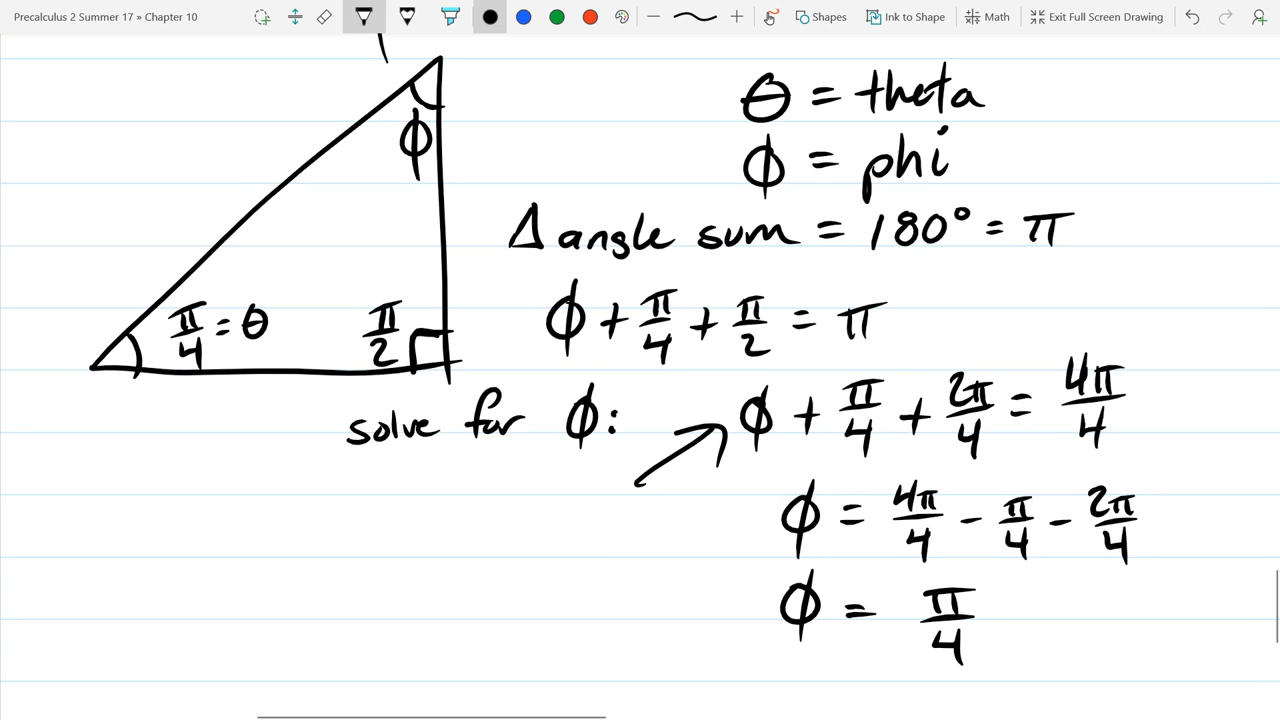 Precalculus 2 Summer 17 » Chapter 10
Shapes
Ink to Shape
Math
Exit Full Screen Drawing
θ = theta
ϕ
ϕ = phi
Δ angle sum = 180° = π
π/4 = θ
π/2
ϕ + π/4 + π/2 = π
solve for ϕ:
ϕ + π/4 + 2π/4 = 4π/4
ϕ = 4π/4 - π/4 - 2π/4
ϕ = π/4